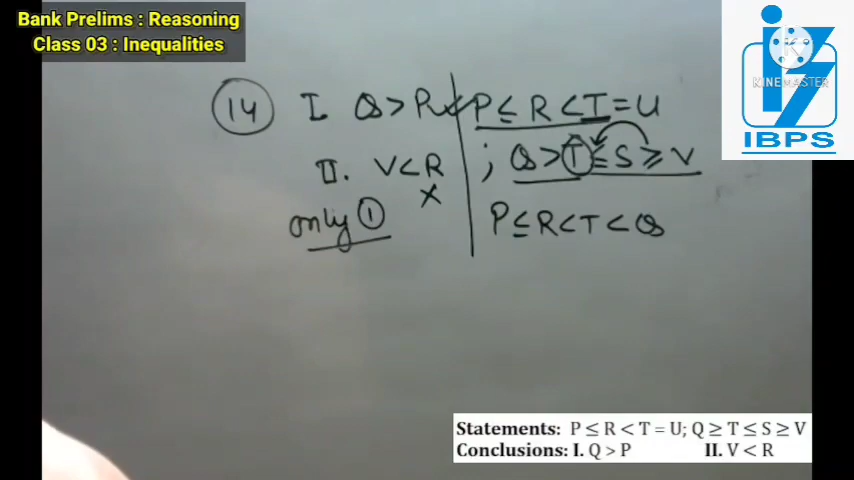 Bank Prelims : Reasoning
Class 03 : Inequalities
KINEMASTER
IBPS
14 I. Q > P ✓ P ≤ R < T = U
II. V < R ; Q > T ≤ S ≥ V
×
only 1 P ≤ R < T < Q
Statements: P ≤ R < T = U; Q ≥ T ≤ S ≥ V
Conclusions: I. Q > P II. V < R